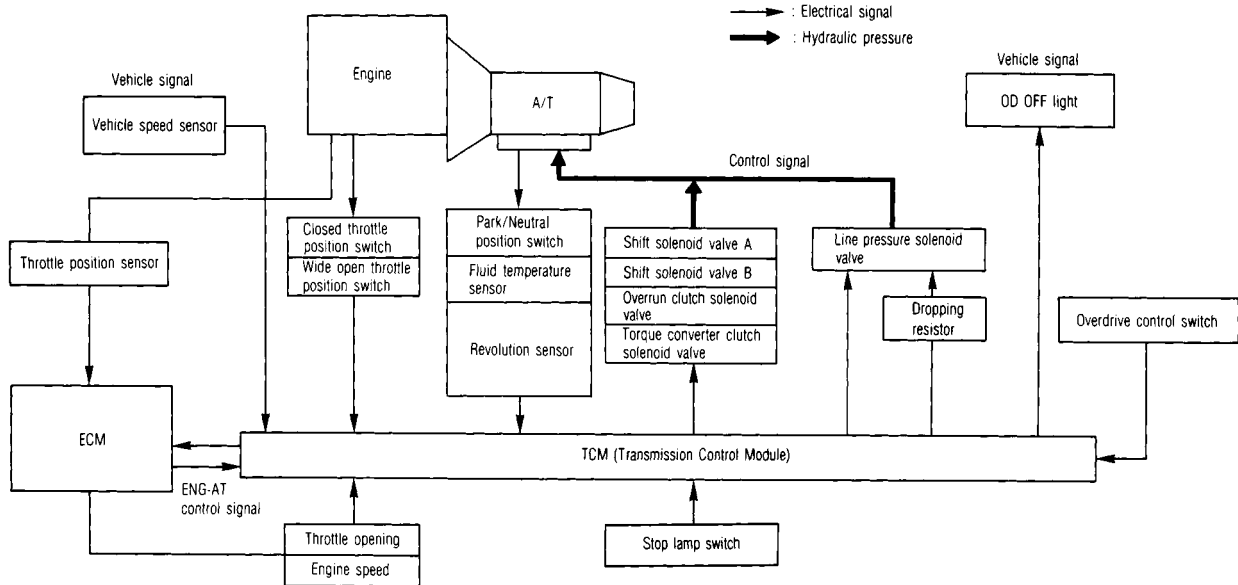 : Electrical signal
: Hydraulic pressure
Vehicle signal
Vehicle speed sensor
Engine
A/T
Vehicle signal
OD OFF light
Control signal
Throttle position sensor
Closed throttle
position switch
Wide open throttle
position switch
Park/Neutral
position switch
Fluid temperature
sensor
Revolution sensor
Shift solenoid valve A
Shift solenoid valve B
Overrun clutch solenoid
valve
Torque converter clutch
solenoid valve
Line pressure solenoid
valve
Dropping
resistor
Overdrive control switch
ECM
TCM (Transmission Control Module)
ENG-AT
control signal
Throttle opening
Engine speed
Stop lamp switch